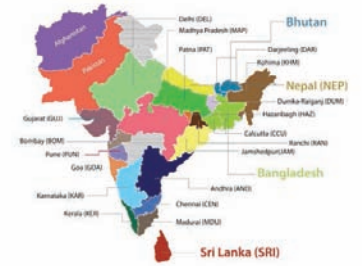 Delhi (DEL)
Madhya Pradesh (MAP)
Patna (PAT)
Bhutan
Darjeeling (DAR)
Kohima (KHM)
Nepal (NEP)
Dumka-Raiganj (DUM)
Hazaribagh (HAZ)
Calcutta (CCU)
Ranchi (RAN)
Jamshedpur(JAM)
Bangladesh
Afghanistan
Pakistan
Gujarat (GUJ)
Bombay (BOM)
Pune (PUN)
Goa (GOA)
Karnataka (KAR)
Kerala (KER)
Andhra (AND)
Chennai (CEN)
Madurai (MDU)
Sri Lanka (SRI)